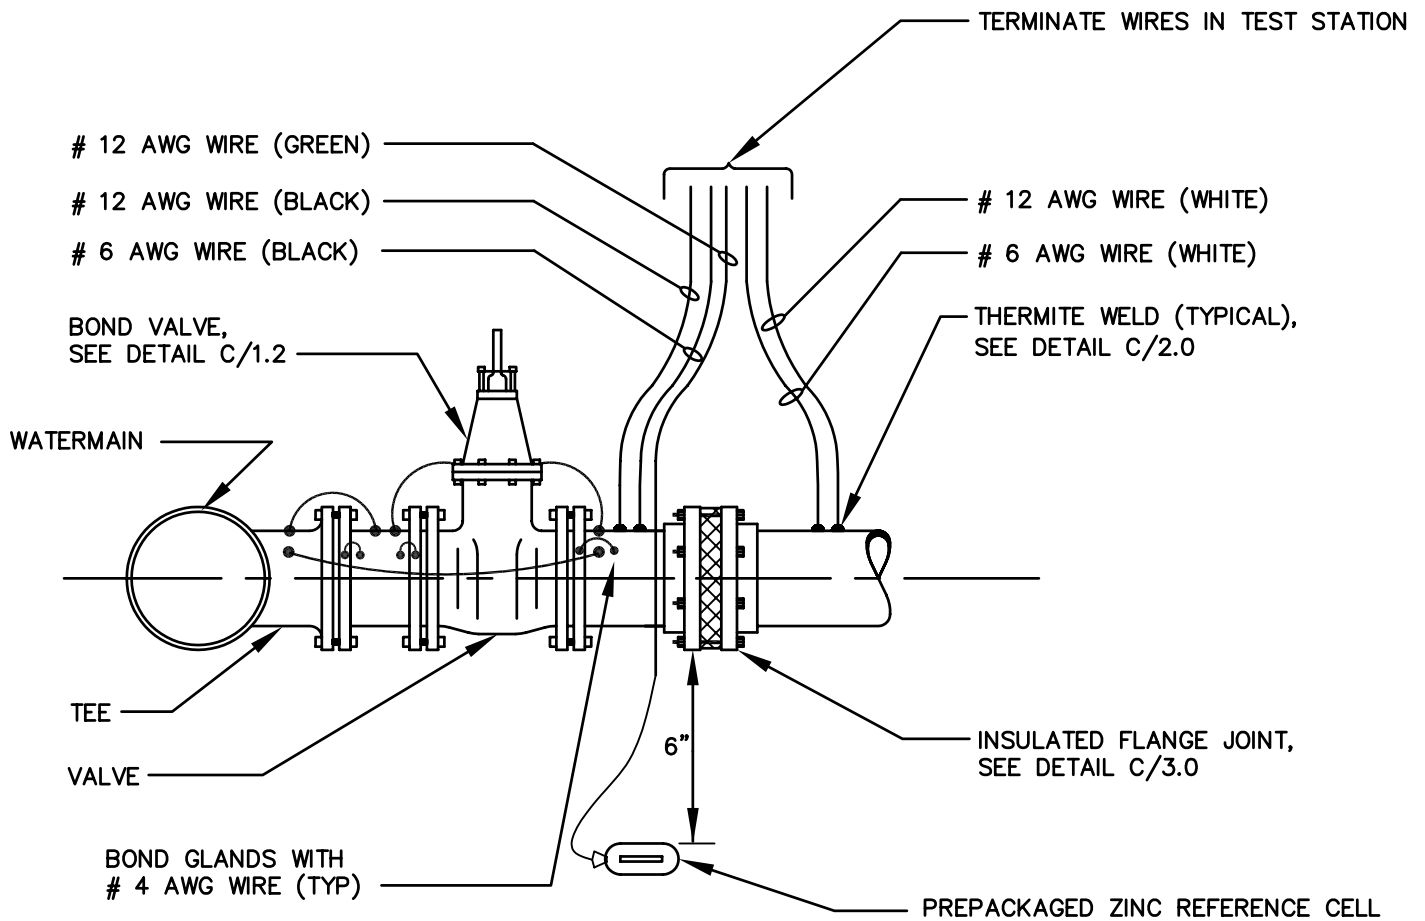 TERMINATE WIRES IN TEST STATION
# 12 AWG WIRE (GREEN)
# 12 AWG WIRE (BLACK)
# 12 AWG WIRE (WHITE)
# 6 AWG WIRE (BLACK)
# 6 AWG WIRE (WHITE)
BOND VALVE,
SEE DETAIL C/1.2
THERMITE WELD (TYPICAL),
SEE DETAIL C/2.0
WATERMAIN
TEE
6"
VALVE
INSULATED FLANGE JOINT,
SEE DETAIL C/3.0
BOND GLANDS WITH
# 4 AWG WIRE (TYP)
PREPACKAGED ZINC REFERENCE CELL